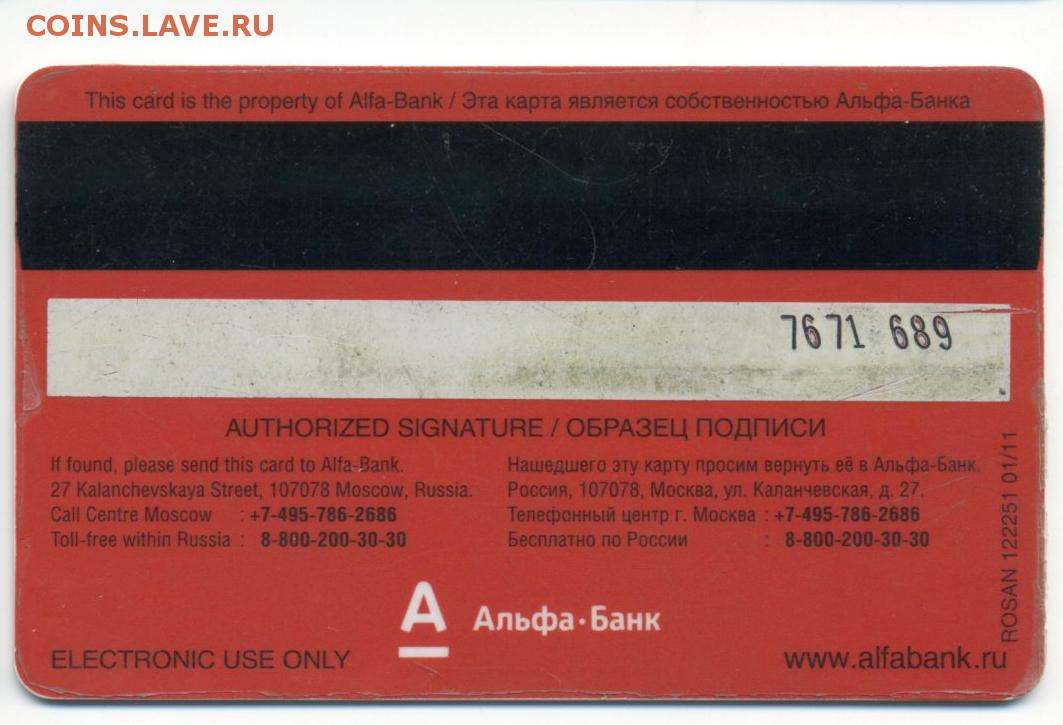 COINS.LAVE.RU
This card is the property of Alfa-Bank / Эта карта является собственностью Альфа-Банка
7671 689
AUTHORIZED SIGNATURE / ОБРАЗЕЦ ПОДПИСИ
If found, please send this card to Alfa-Bank.
27 Kalanchevskaya Street, 107078 Moscow, Russia.
Call Centre Moscow : +7-495-786-2686
Toll-free within Russia : 8-800-200-30-30
Нашедшего эту карту просим вернуть её в Альфа-Банк.
Россия, 107078, Москва, ул. Каланчевская, д. 27.
Телефонный центр г. Москва : +7-495-786-2686
Бесплатно по России : 8-800-200-30-30
ROSAN 122251 01/11
А Альфа·Банк
ELECTRONIC USE ONLY
www.alfabank.ru